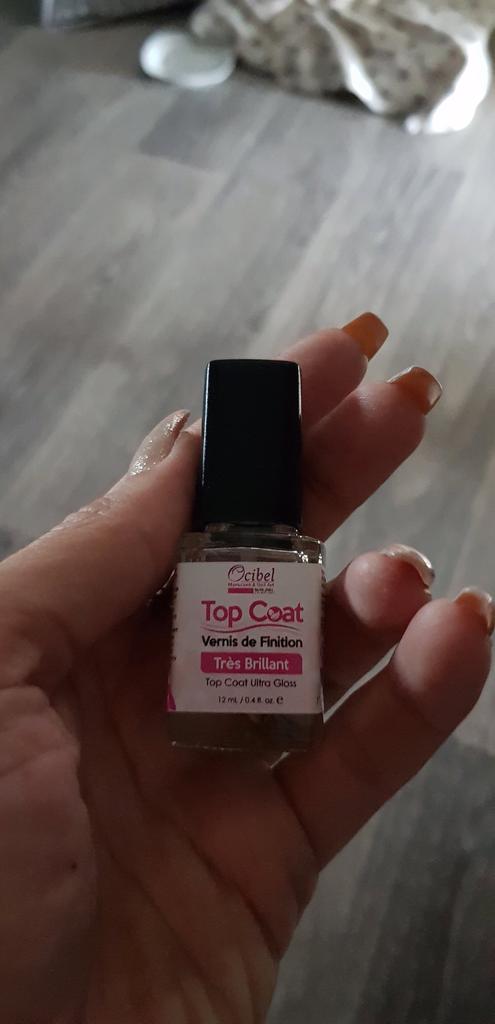 Ocibel
Top Coat
Vernis de Finition
Très Brillant
Top Coat Ultra Gloss
12 mL / 0.4 fl. oz. e